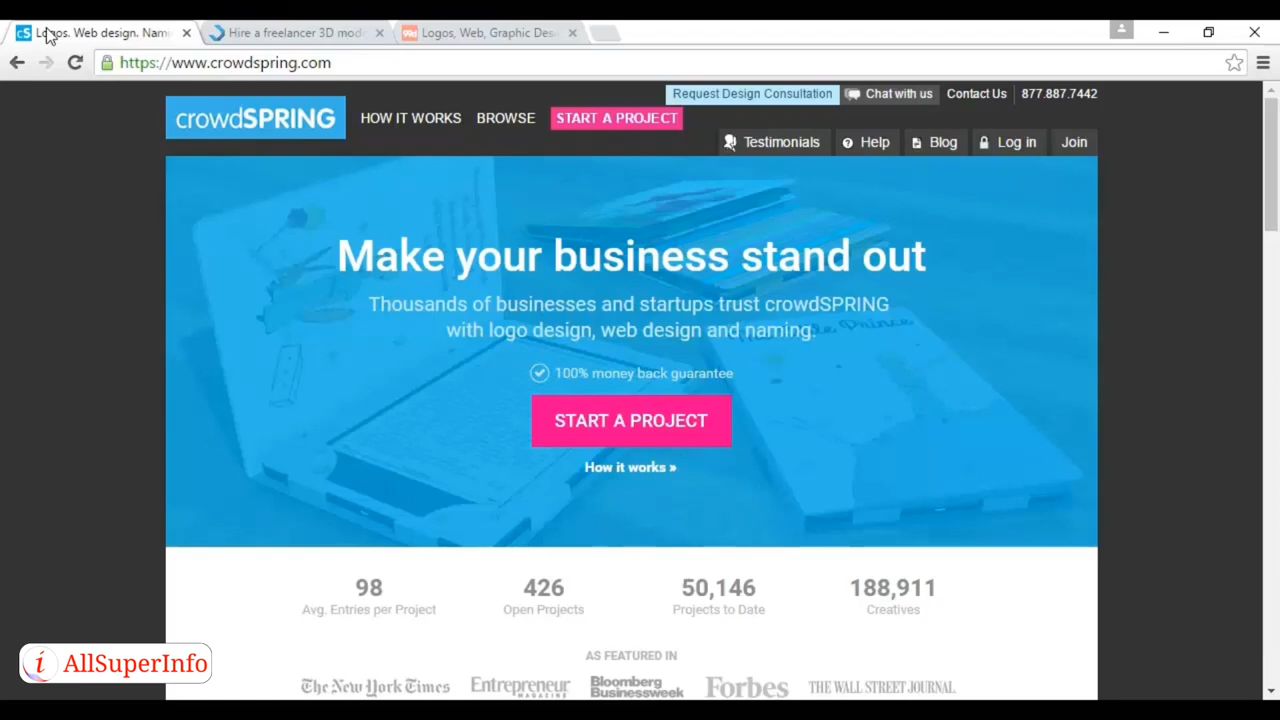 Logos. Web design. Nami
Hire a freelancer 3D mode
Logos, Web, Graphic Des
https://www.crowdspring.com
Request Design Consultation
Chat with us
Contact Us
877.887.7442
crowdSPRING
HOW IT WORKS
BROWSE
START A PROJECT
Testimonials
Help
Blog
Log in
Join
Make your business stand out
Thousands of businesses and startups trust crowdSPRING
with logo design, web design and naming.
100% money back guarantee
START A PROJECT
How it works »
98
Avg. Entries per Project
426
Open Projects
50,146
Projects to Date
188,911
Creatives
AS FEATURED IN
The New York Times
Entrepreneur
MAGAZINE
Bloomberg
Businessweek
Forbes
THE WALL STREET JOURNAL.
i AllSuperInfo